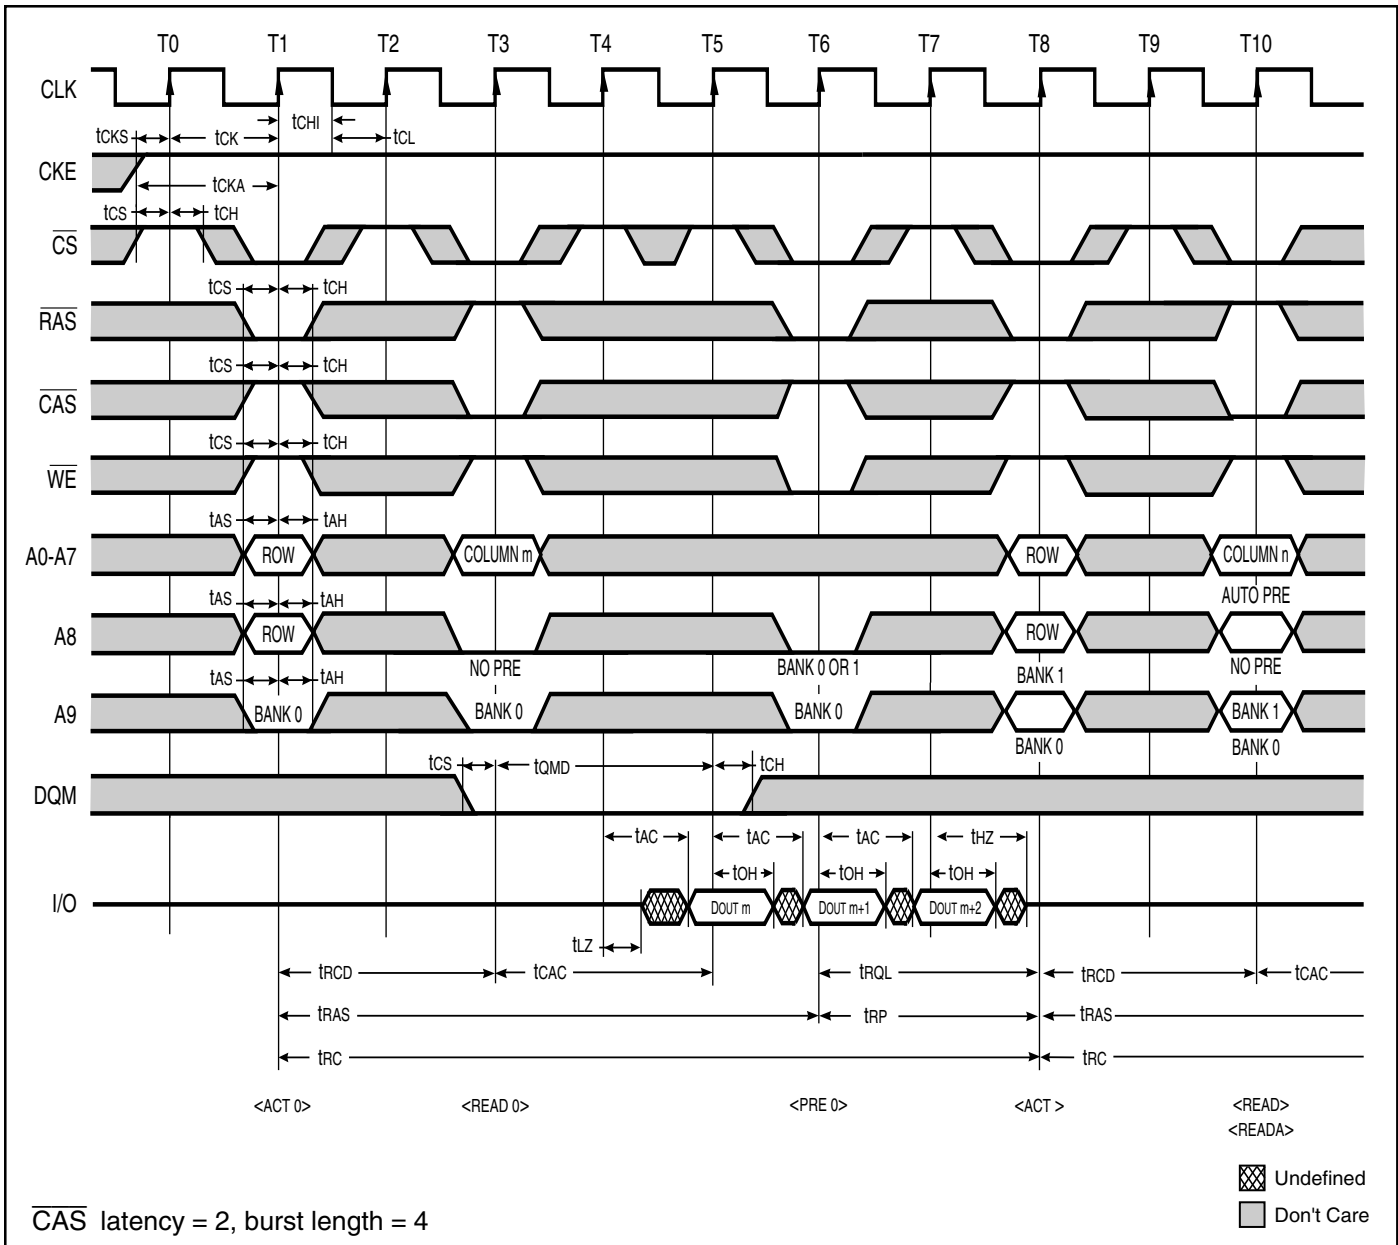 T0 T1 T2 T3 T4 T5 T6 T7 T8 T9 T10
CLK
tCHI
tCKS tCK tCL
CKE
tCKA
tCS tCH
CS
tCS tCH
RAS
tCS tCH
CAS
tCS tCH
WE
tAS tAH
A0-A7 ROW COLUMN m ROW COLUMN n
tAS tAH AUTO PRE
A8 ROW ROW
NO PRE BANK 0 OR 1 BANK 1 NO PRE
tAS tAH
A9 BANK 0 BANK 0 BANK 0 BANK 1
BANK 0 BANK 0
tCS tQMD tCH
DQM
tAC tAC tAC tHZ
tOH tOH tOH
I/O DOUT m DOUT m+1 DOUT m+2
tLZ
tRCD tCAC tRQL tRCD tCAC
tRAS tRP tRAS
tRC tRC
<ACT 0> <READ 0> <PRE 0> <ACT > <READ>
<READA>
Undefined
Don't Care
CAS latency = 2, burst length = 4